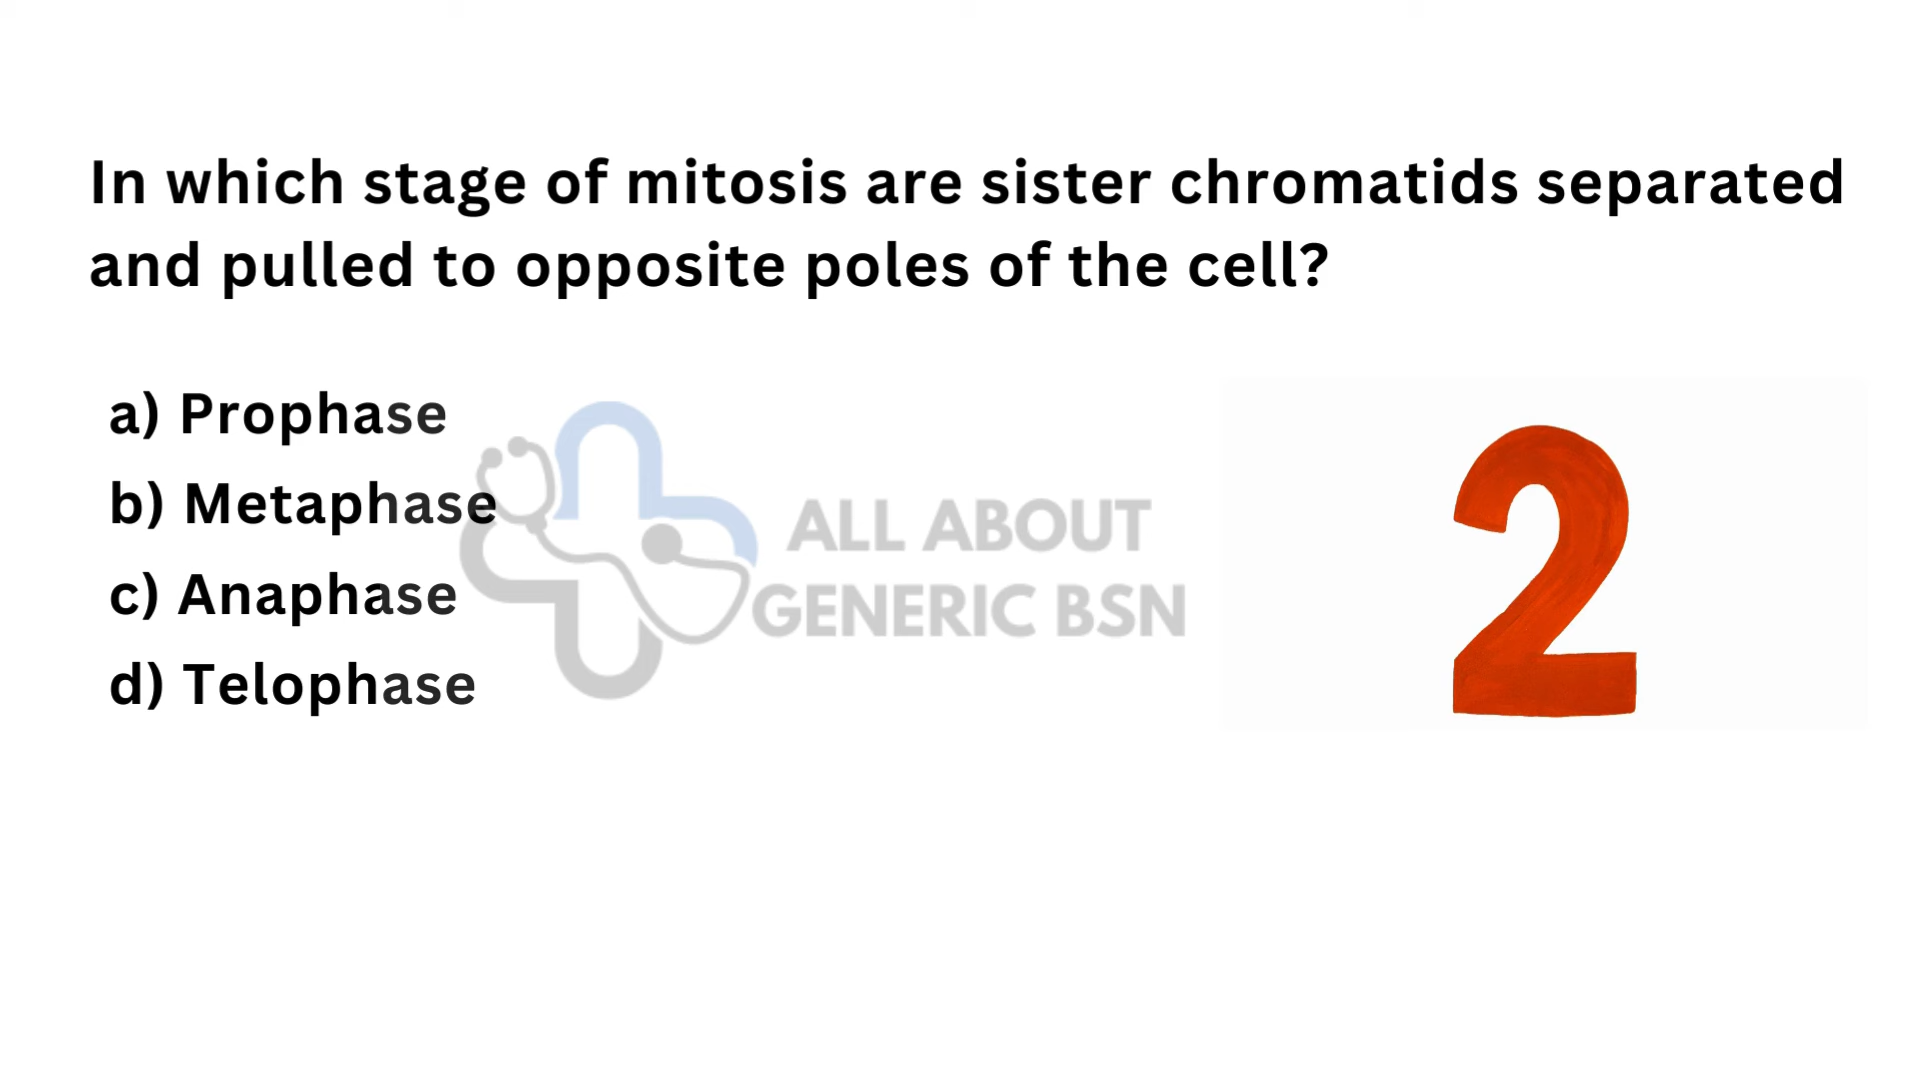 In which stage of mitosis are sister chromatids separated
and pulled to opposite poles of the cell?
a) Prophase
b) Metaphase
c) Anaphase
d) Telophase
ALL ABOUT
GENERIC BSN
2